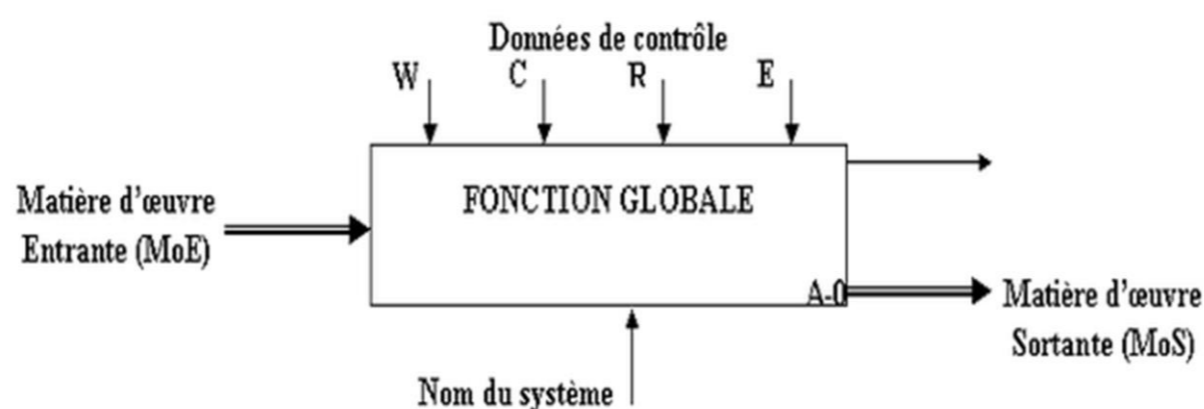 Données de contrôle
W C R E
Matière d'œuvre
Entrante (MoE)
FONCTION GLOBALE
A-0
Matière d'œuvre
Sortante (MoS)
Nom du système